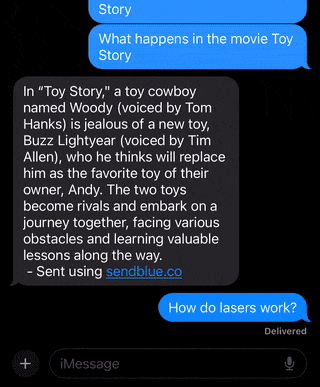 Story
What happens in the movie Toy
Story
In “Toy Story,” a toy cowboy
named Woody (voiced by Tom
Hanks) is jealous of a new toy,
Buzz Lightyear (voiced by Tim
Allen), who he thinks will replace
him as the favorite toy of their
owner, Andy. The two toys
become rivals and embark on a
journey together, facing various
obstacles and learning valuable
lessons along the way.
- Sent using sendblue.co
How do lasers work?
Delivered
iMessage